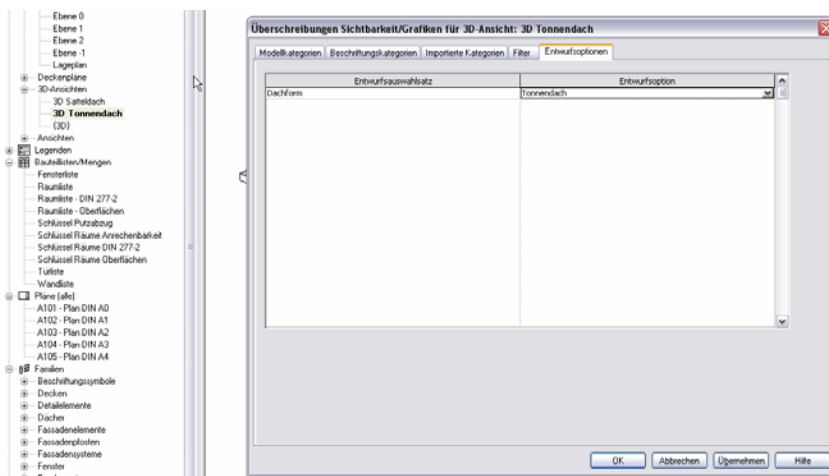 Ebene 0
Ebene 1
Ebene 2
Ebene -1
Lageplan
Deckenpläne
3D-Ansichten
3D Satteldach
3D Tonnendach
{3D}
Ansichten
Legenden
Bauteillisten/Mengen
Fensterliste
Raumliste
Raumliste - DIN 277-2
Raumliste - Oberflächen
Schlüssel Putzabzug
Schlüssel Räume Anrechenbarkeit
Schlüssel Räume DIN 277-2
Schlüssel Räume Oberflächen
Türliste
Wandliste
Pläne (alle)
A101 - Plan DIN A0
A102 - Plan DIN A1
A103 - Plan DIN A2
A104 - Plan DIN A3
A105 - Plan DIN A4
Familien
Beschriftungssymbole
Decken
Detailelemente
Dächer
Fassadenelemente
Fassadenpfosten
Fassadensysteme
Fenster
Überschreibungen Sichtbarkeit/Grafiken für 3D-Ansicht: 3D Tonnendach
Modellkategorien Beschriftungskategorien Importierte Kategorien Filter Entwurfsoptionen
Entwurfsauswahlsatz Entwurfsoption
Dachform Tonnendach
OK Abbrechen Übernehmen Hilfe